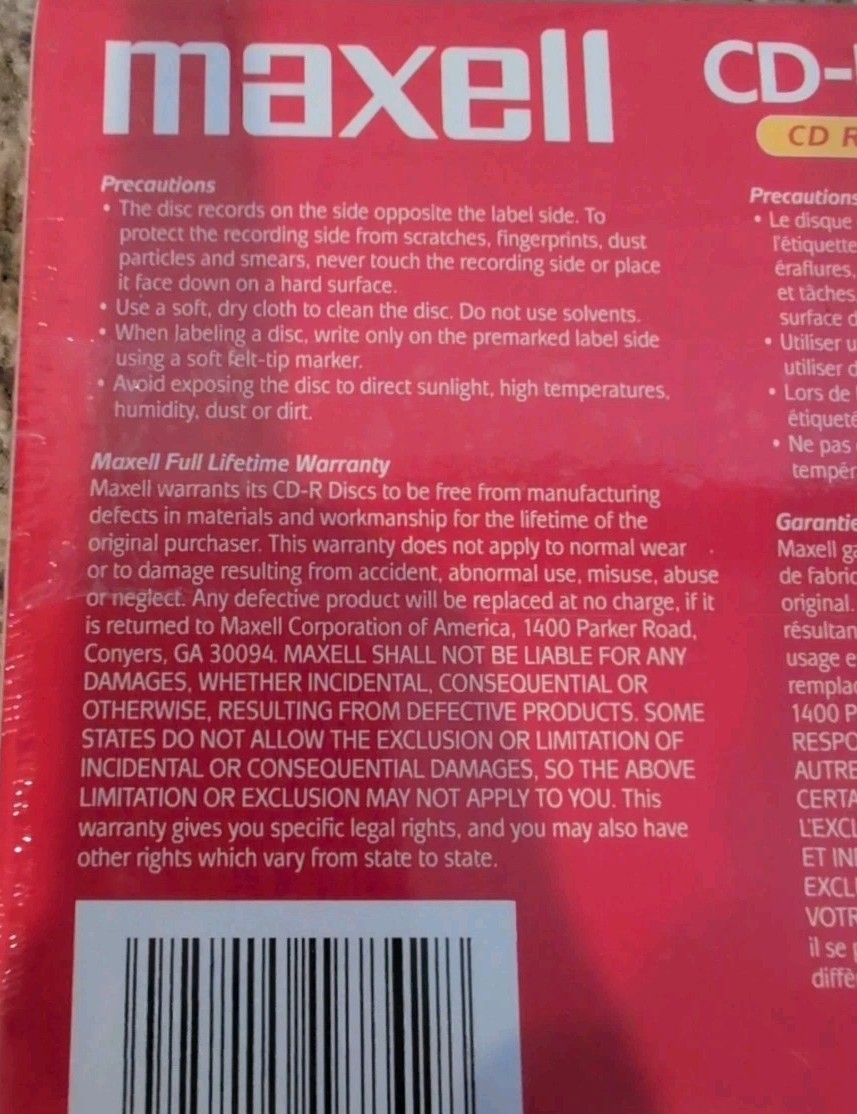 maxell
Precautions
• The disc records on the side opposite the label side. To
protect the recording side from scratches, fingerprints, dust
particles and smears, never touch the recording side or place
it face down on a hard surface.
• Use a soft, dry cloth to clean the disc. Do not use solvents.
• When labeling a disc, write only on the premarked label side
using a soft felt-tip marker.
• Avoid exposing the disc to direct sunlight, high temperatures,
humidity, dust or dirt.
Maxell Full Lifetime Warranty
Maxell warrants its CD-R Discs to be free from manufacturing
defects in materials and workmanship for the lifetime of the
original purchaser. This warranty does not apply to normal wear
or to damage resulting from accident, abnormal use, misuse, abuse
or neglect. Any defective product will be replaced at no charge, if it
is returned to Maxell Corporation of America, 1400 Parker Road,
Conyers, GA 30094. MAXELL SHALL NOT BE LIABLE FOR ANY
DAMAGES, WHETHER INCIDENTAL, CONSEQUENTIAL OR
OTHERWISE, RESULTING FROM DEFECTIVE PRODUCTS. SOME
STATES DO NOT ALLOW THE EXCLUSION OR LIMITATION OF
INCIDENTAL OR CONSEQUENTIAL DAMAGES, SO THE ABOVE
LIMITATION OR EXCLUSION MAY NOT APPLY TO YOU. This
warranty gives you specific legal rights, and you may also have
other rights which vary from state to state.
CD-
CD R
Precautions
• Le disque
l'étiquette
éraflures,
et tâches
surface d
• Utiliser u
utiliser d
• Lors de
étiqueté
• Ne pas
tempér
Garantie
Maxell ga
de fabric
original.
résultan
usage e
remplac
1400 P
RESPO
AUTRE
CERTA
L'EXCL
ET IN
EXCL
VOTR
il se
diffè